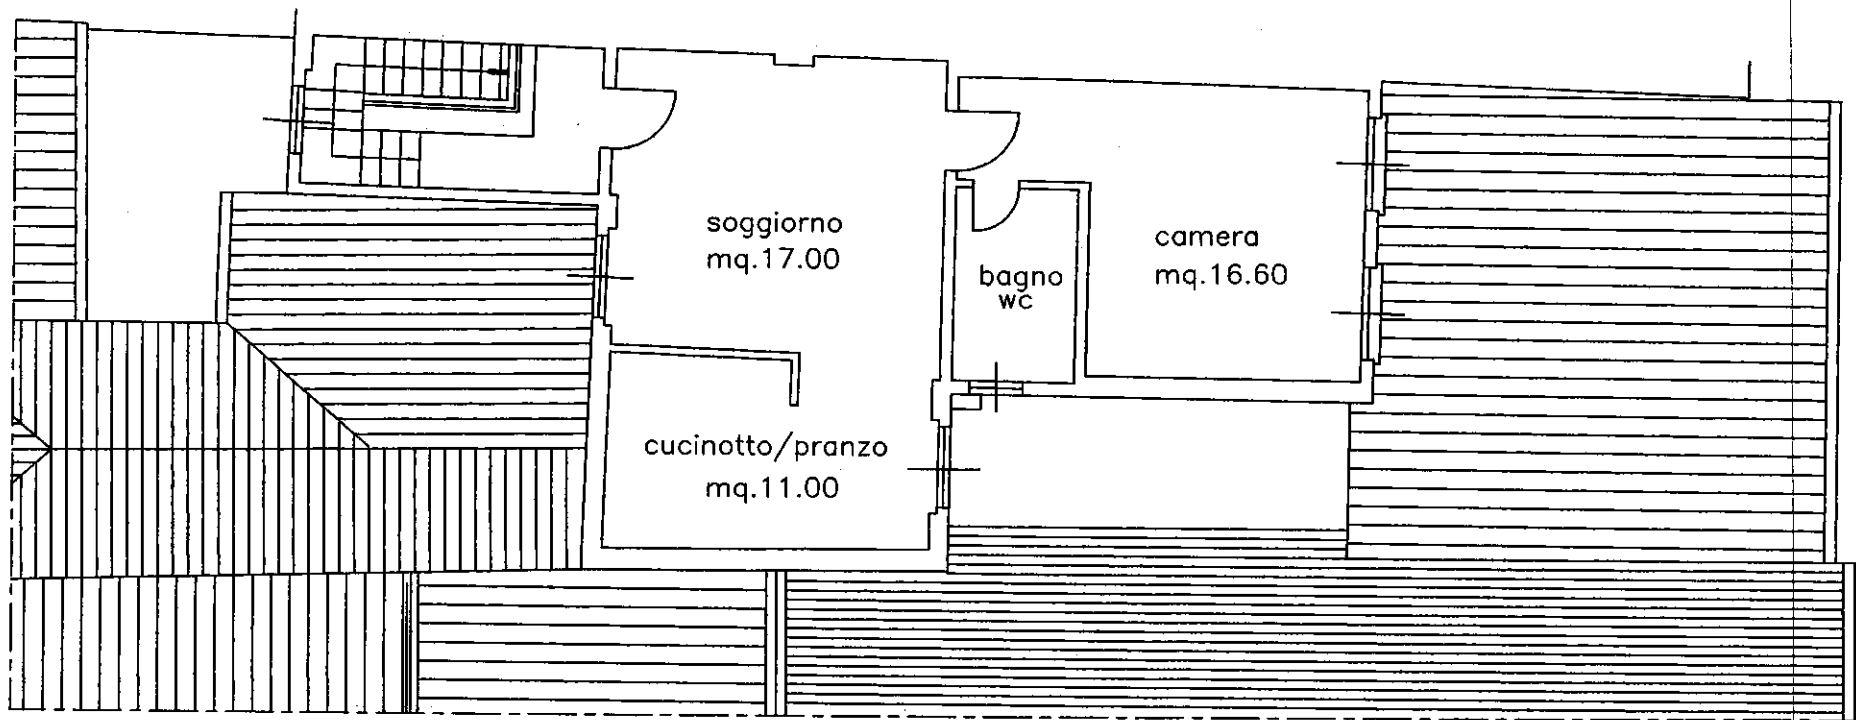 soggiorno
mq.17.00
camera
mq.16.60
bagno
wc
cucinotto/pranzo
mq.11.00